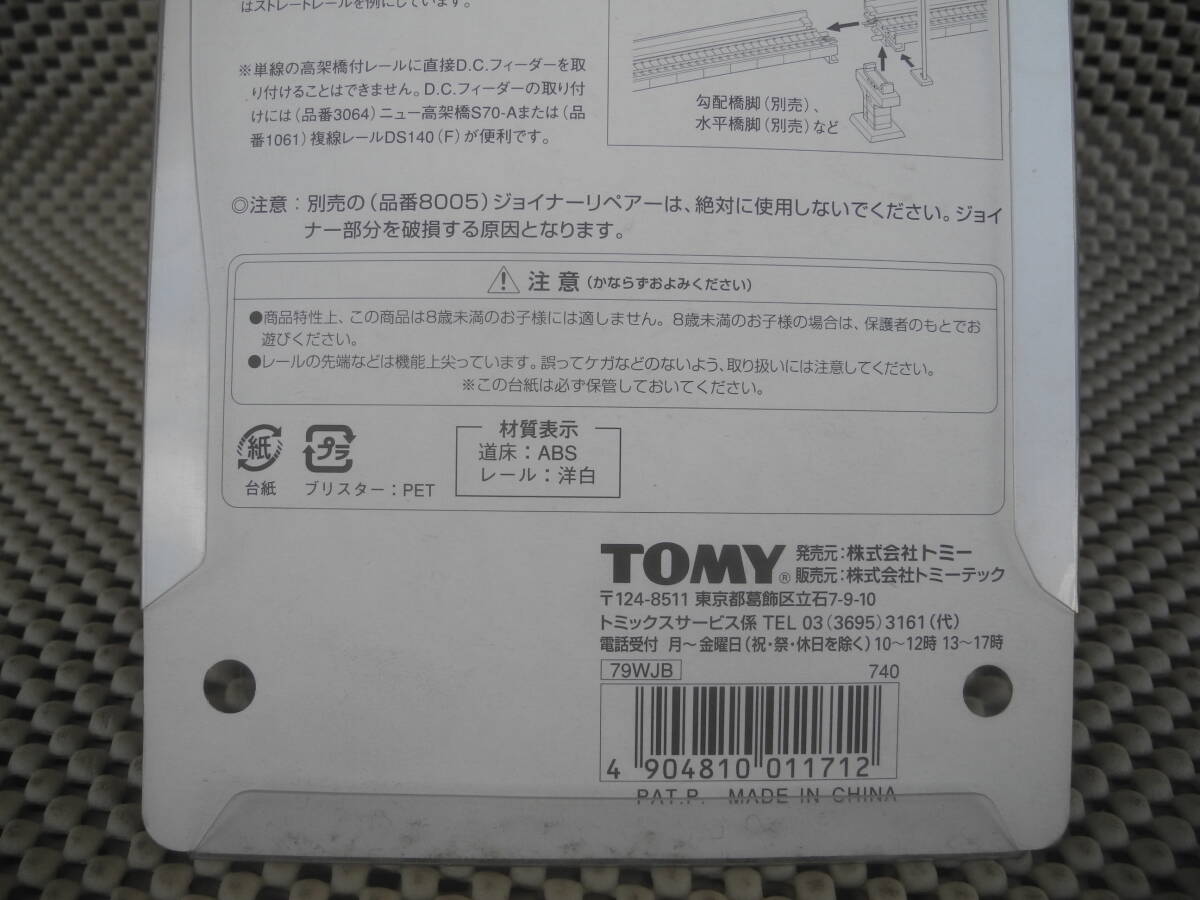 はストレートレールを例にしています。
※単線の高架橋付レールに直接D.C.フィーダーを取
り付けることはできません。D.C.フィーダーの取り付
けには(品番3064)ニュー高架橋S70-Aまたは(品
番1061)複線レールDS140(F)が便利です。
勾配橋脚(別売)、
水平橋脚(別売)など
◎注意：別売の(品番8005)ジョイナーリペアーは、絶対に使用しないでください。ジョイ
ナー部分を破損する原因となります。
注意(かならずおよみください)
●商品特性上、この商品は8歳未満のお子様には適しません。8歳未満のお子様の場合は、保護者のもとでお
遊びください。
●レールの先端などは機能上尖っています。誤ってケガなどのないよう、取り扱いには注意してください。
※この台紙は必ず保管しておいてください。
紙
台紙
プラ
ブリスター：PET
材質表示
道床：ABS
レール：洋白
TOMY®
発売元：株式会社トミー
販売元：株式会社トミーテック
〒124-8511 東京都葛飾区立石7-9-10
トミックスサービス係 TEL 03(3695)3161(代)
電話受付 月〜金曜日(祝・祭・休日を除く)10〜12時 13〜17時
79WJB 740
4 904810 011712
PAT.P. MADE IN CHINA